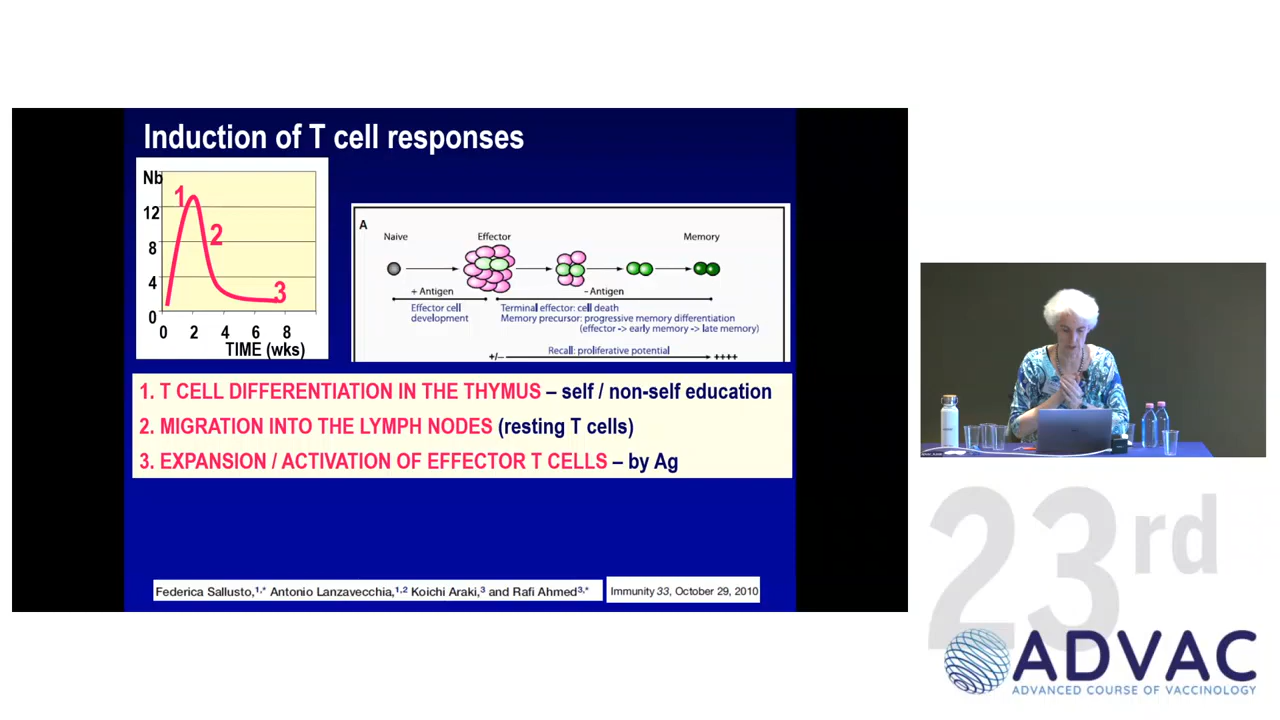 Induction of T cell responses
Nb
12
8
4
0
0 2 4 6 8
TIME (wks)
1
2
3
A
Naive Effector Memory
+ Antigen - Antigen
Effector cell
development
Terminal effector: cell death
Memory precursor: progressive memory differentiation
(effector -> early memory -> late memory)
Recall: proliferative potential
+/– ++++
1. T CELL DIFFERENTIATION IN THE THYMUS – self / non-self education
2. MIGRATION INTO THE LYMPH NODES (resting T cells)
3. EXPANSION / ACTIVATION OF EFFECTOR T CELLS – by Ag
Federica Sallusto,1,* Antonio Lanzavecchia,1,2 Koichi Araki,3 and Rafi Ahmed3,*
Immunity 33, October 29, 2010
23rd
ADVAC
ADVANCED COURSE OF VACCINOLOGY